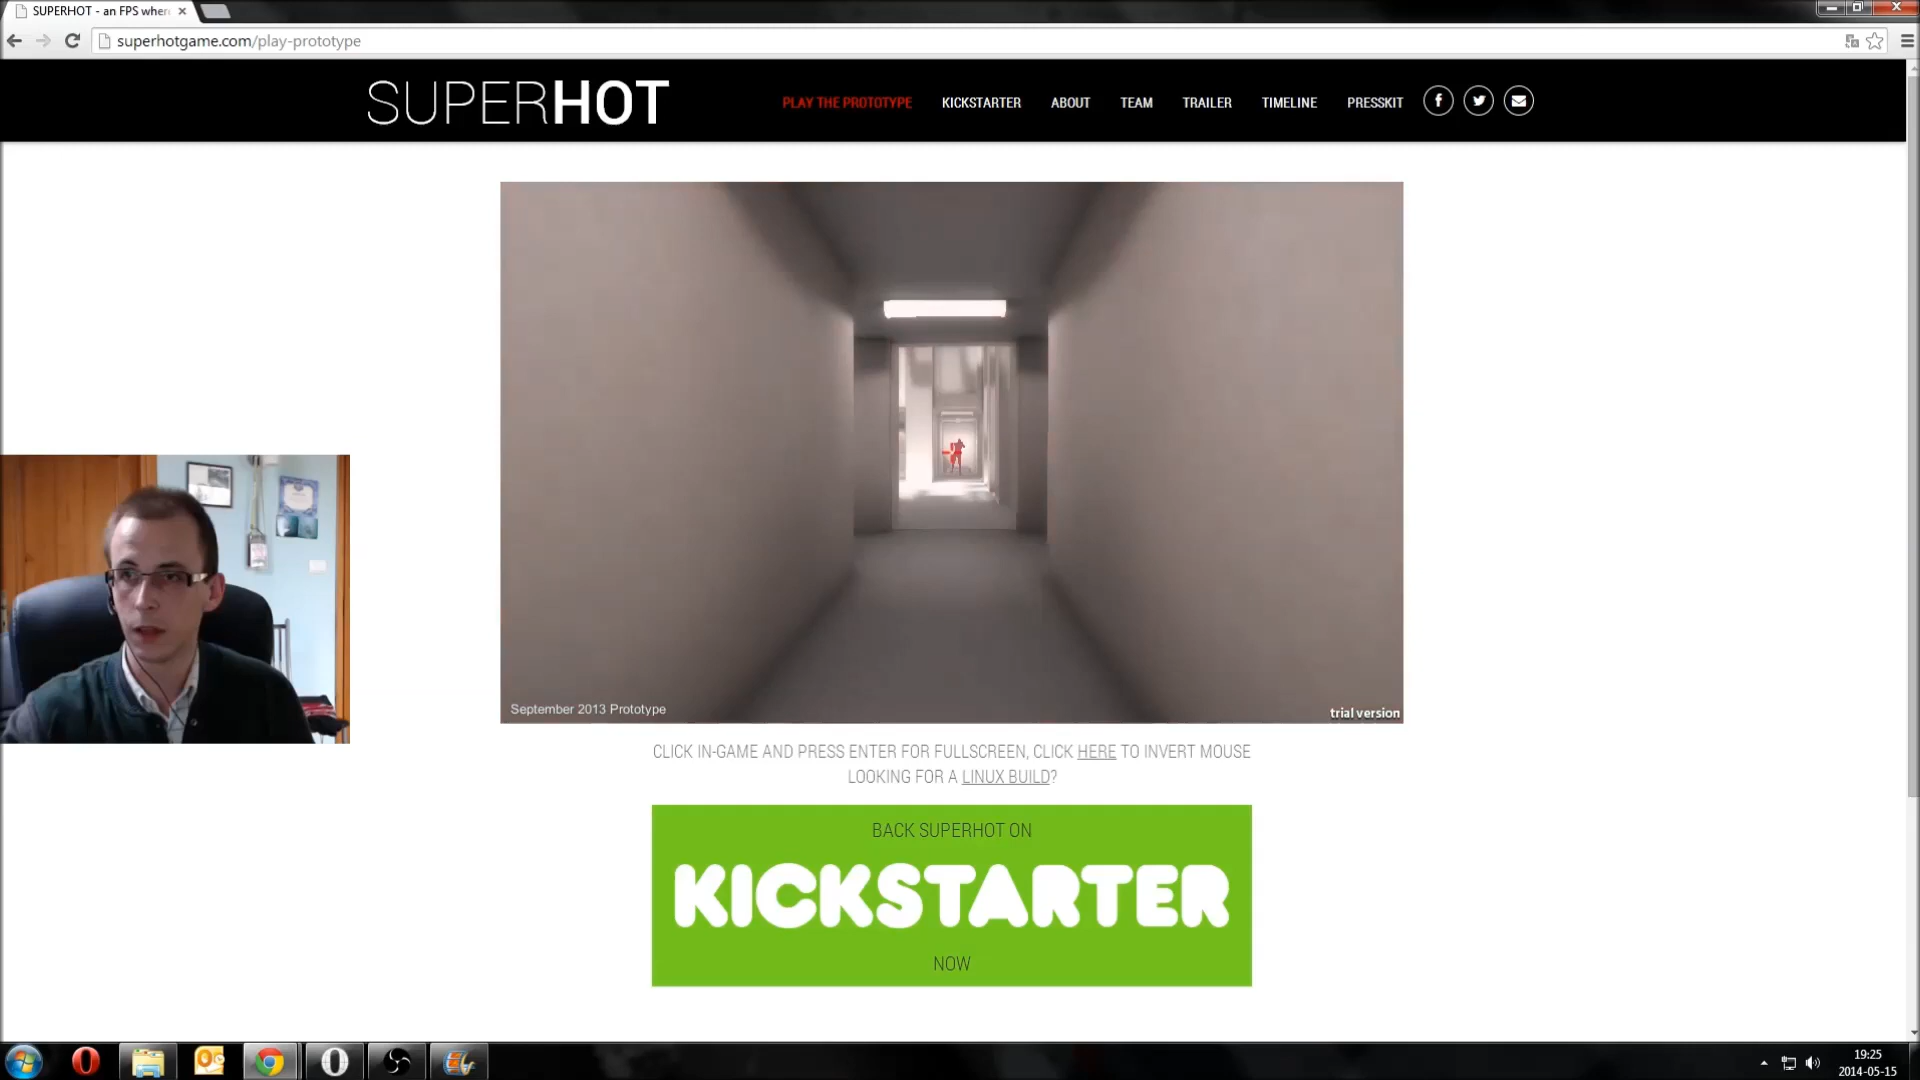 SUPERHOT - an FPS wher
superhotgame.com/play-prototype
SUPERHOT
PLAY THE PROTOTYPE
KICKSTARTER
ABOUT
TEAM
TRAILER
TIMELINE
PRESSKIT
September 2013 Prototype
trial version
CLICK IN-GAME AND PRESS ENTER FOR FULLSCREEN, CLICK HERE TO INVERT MOUSE
LOOKING FOR A LINUX BUILD?
BACK SUPERHOT ON
KICKSTARTER
NOW
19:25
2014-05-15